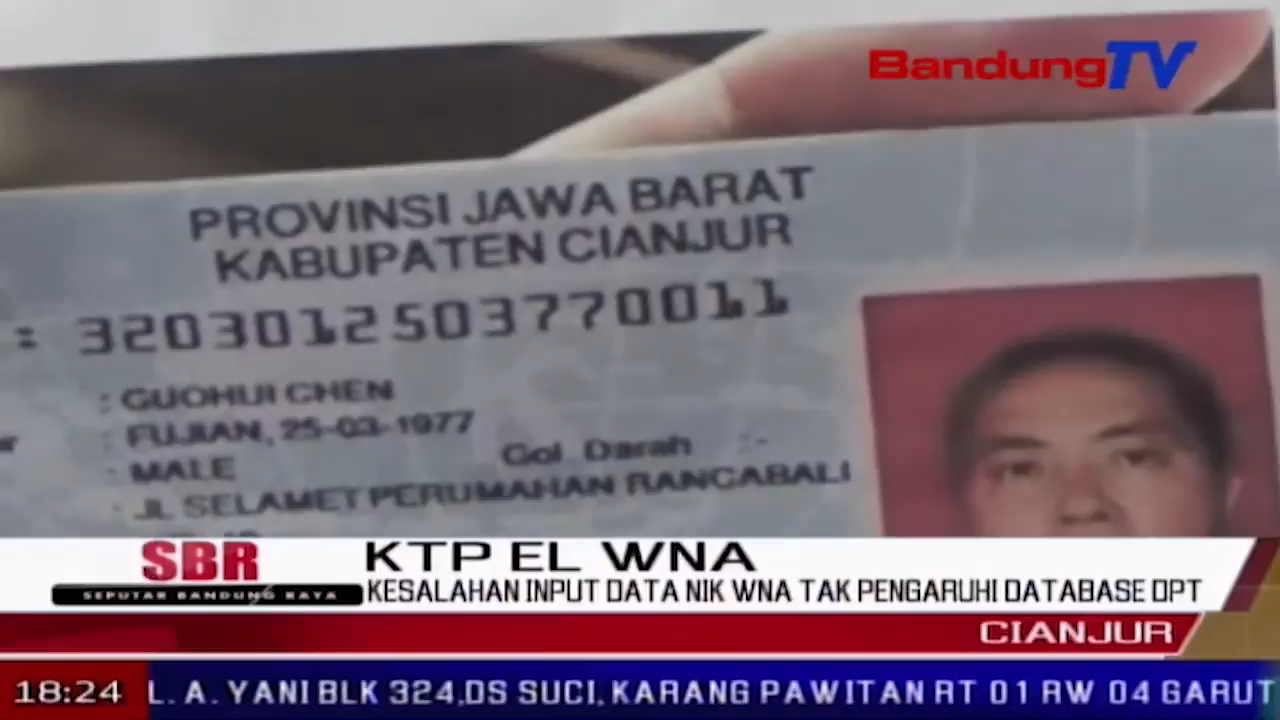 BandungTV
PROVINSI JAWA BARAT
KABUPATEN CIANJUR
: 3203012503770011
: GUOHUI CHEN
: FUJIAN, 25-03-1977
: MALE Gol. Darah :-
: JL SELAMET PERUMAHAN RANCABALI
SBR
SEPUTAR BANDUNG RAYA
KTP EL WNA
KESALAHAN INPUT DATA NIK WNA TAK PENGARUHI DATABASE DPT
CIANJUR
18:24 L. A. YANI BLK 324,DS SUCI, KARANG PAWITAN RT 01 RW 04 GARUT